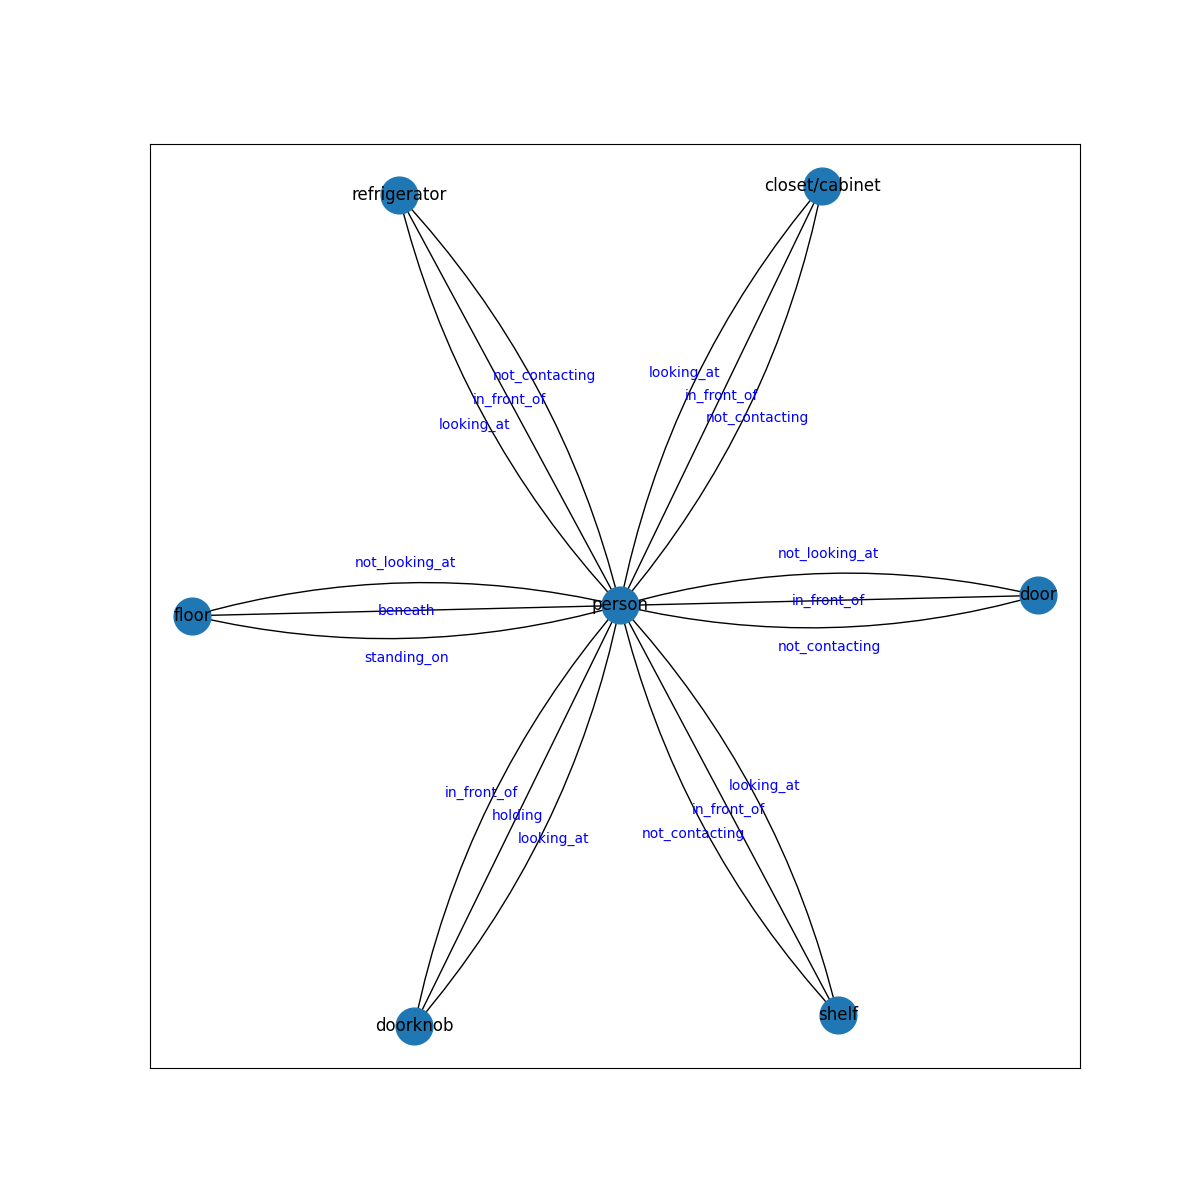 refrigerator
closet/cabinet
looking_at
not_contacting
in_front_of
in_front_of
not_contacting
looking_at
not_looking_at
not_looking_at
door
in_front_of
person
beneath
floor
not_contacting
standing_on
looking_at
in_front_of
in_front_of
holding
not_contacting
looking_at
shelf
doorknob